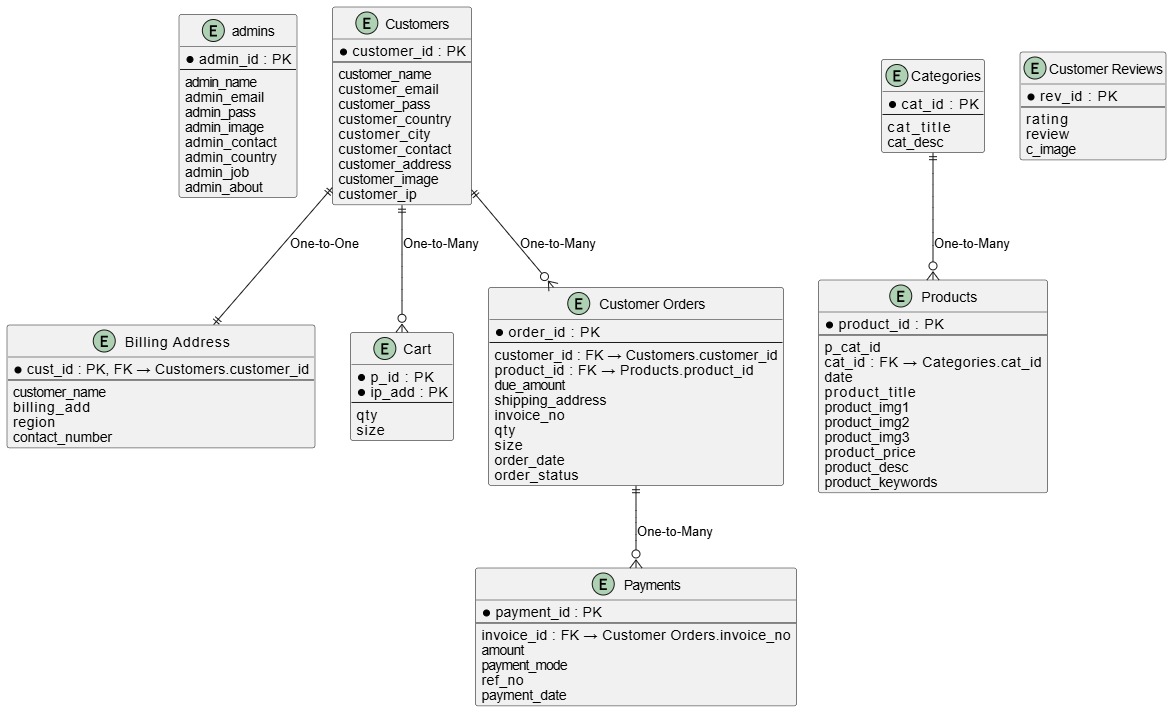 E admins
admin_id : PK
admin_name
admin_email
admin_pass
admin_image
admin_contact
admin_country
admin_job
admin_about
E Customers
customer_id : PK
customer_name
customer_email
customer_pass
customer_country
customer_city
customer_contact
customer_address
customer_image
customer_ip
E Categories
cat_id : PK
cat_title
cat_desc
E Customer Reviews
rev_id : PK
rating
review
c_image
One-to-One
One-to-Many
One-to-Many
One-to-Many
E Billing Address
cust_id : PK, FK → Customers.customer_id
customer_name
billing_add
region
contact_number
E Cart
p_id : PK
ip_add : PK
qty
size
E Customer Orders
order_id : PK
customer_id : FK → Customers.customer_id
product_id : FK → Products.product_id
due_amount
shipping_address
invoice_no
qty
size
order_date
order_status
E Products
product_id : PK
p_cat_id
cat_id : FK → Categories.cat_id
date
product_title
product_img1
product_img2
product_img3
product_price
product_desc
product_keywords
One-to-Many
E Payments
payment_id : PK
invoice_id : FK → Customer Orders.invoice_no
amount
payment_mode
ref_no
payment_date